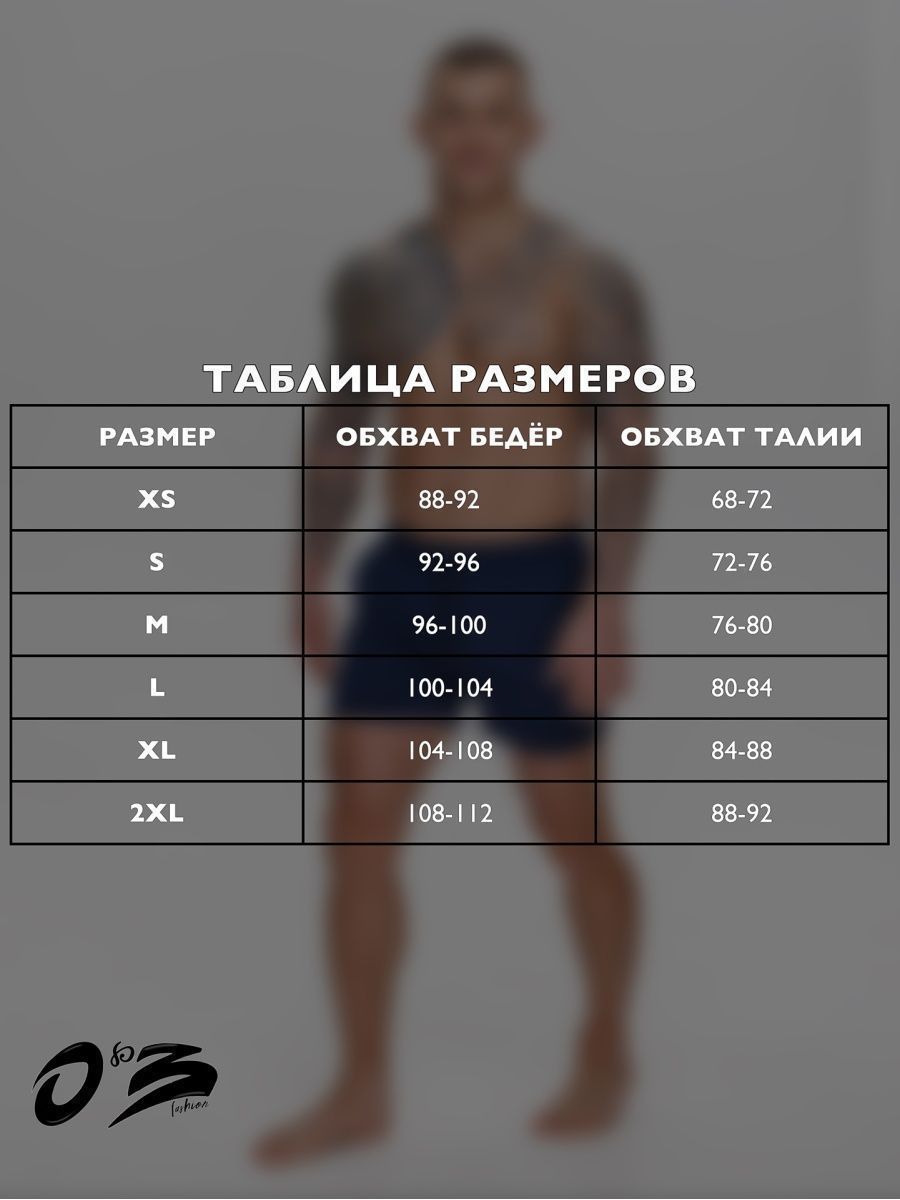 ТАБЛИЦА РАЗМЕРОВ
РАЗМЕР ОБХВАТ БЕДЁР ОБХВАТ ТАЛИИ
XS 88-92 68-72
S 92-96 72-76
M 96-100 76-80
L 100-104 80-84
XL 104-108 84-88
2XL 108-112 88-92
О&З
fashion